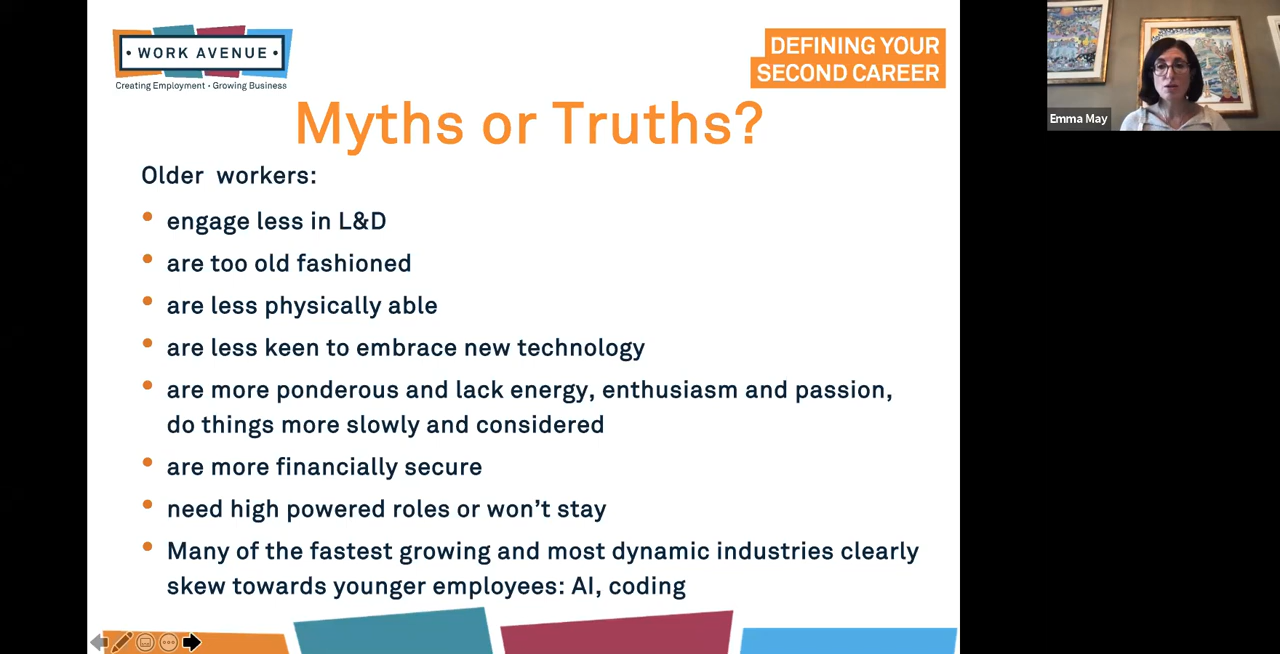 • WORK AVENUE •
Creating Employment • Growing Business
DEFINING YOUR
SECOND CAREER
Emma May
Myths or Truths?
Older workers:
• engage less in L&D
• are too old fashioned
• are less physically able
• are less keen to embrace new technology
• are more ponderous and lack energy, enthusiasm and passion,
do things more slowly and considered
• are more financially secure
• need high powered roles or won't stay
• Many of the fastest growing and most dynamic industries clearly
skew towards younger employees: AI, coding